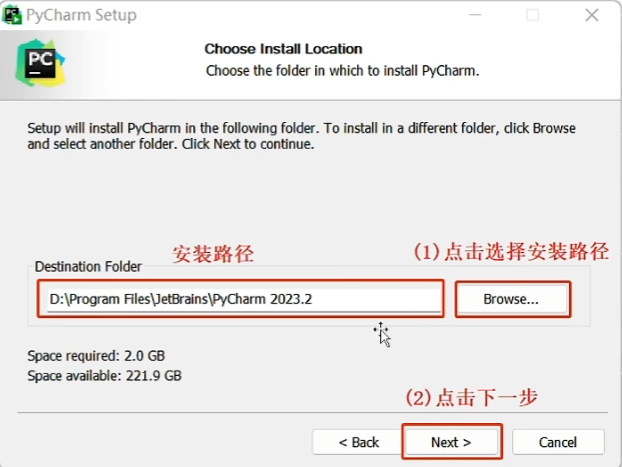 PyCharm Setup
PC
Choose Install Location
Choose the folder in which to install PyCharm.
Setup will install PyCharm in the following folder. To install in a different folder, click Browse
and select another folder. Click Next to continue.
安装路径
(1)点击选择安装路径
Destination Folder
D:\Program Files\JetBrains\PyCharm 2023.2
Browse...
Space required: 2.0 GB
Space available: 221.9 GB
(2)点击下一步
< Back
Next >
Cancel